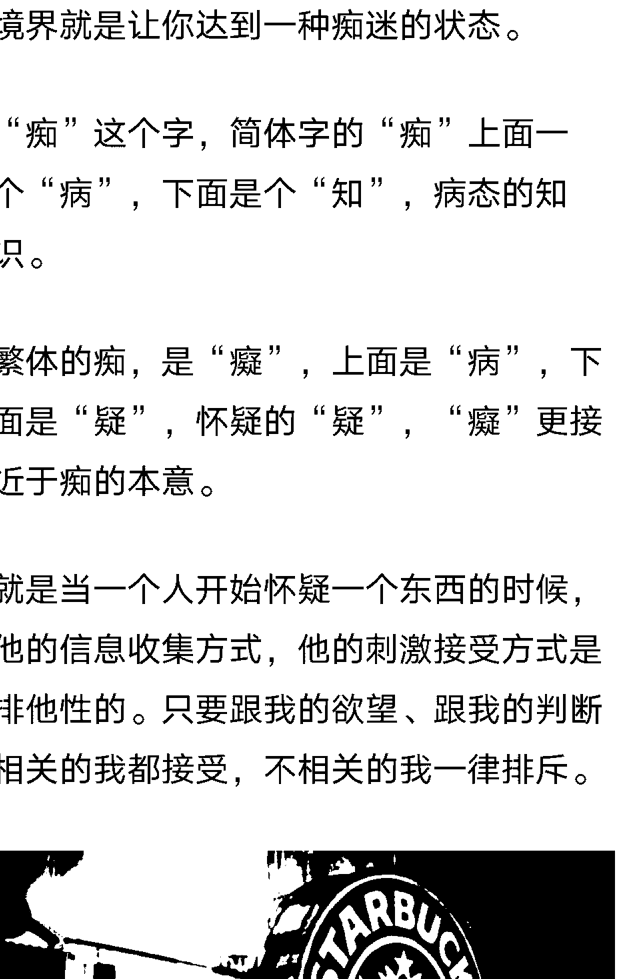 境界就是让你达到一种痴迷的状态。
“痴”这个字，简体字的“痴”上面一
个“病”，下面是个“知”，病态的知
识。
繁体的痴，是“癡”，上面是“病”，下
面是“疑”，怀疑的“疑”，“癡”更接
近于痴的本意。
就是当一个人开始怀疑一个东西的时候，
他的信息收集方式，他的刺激接受方式是
排他性的。只要跟我的欲望、跟我的判断
相关的我都接受，不相关的我一律排斥。
STARBUCK